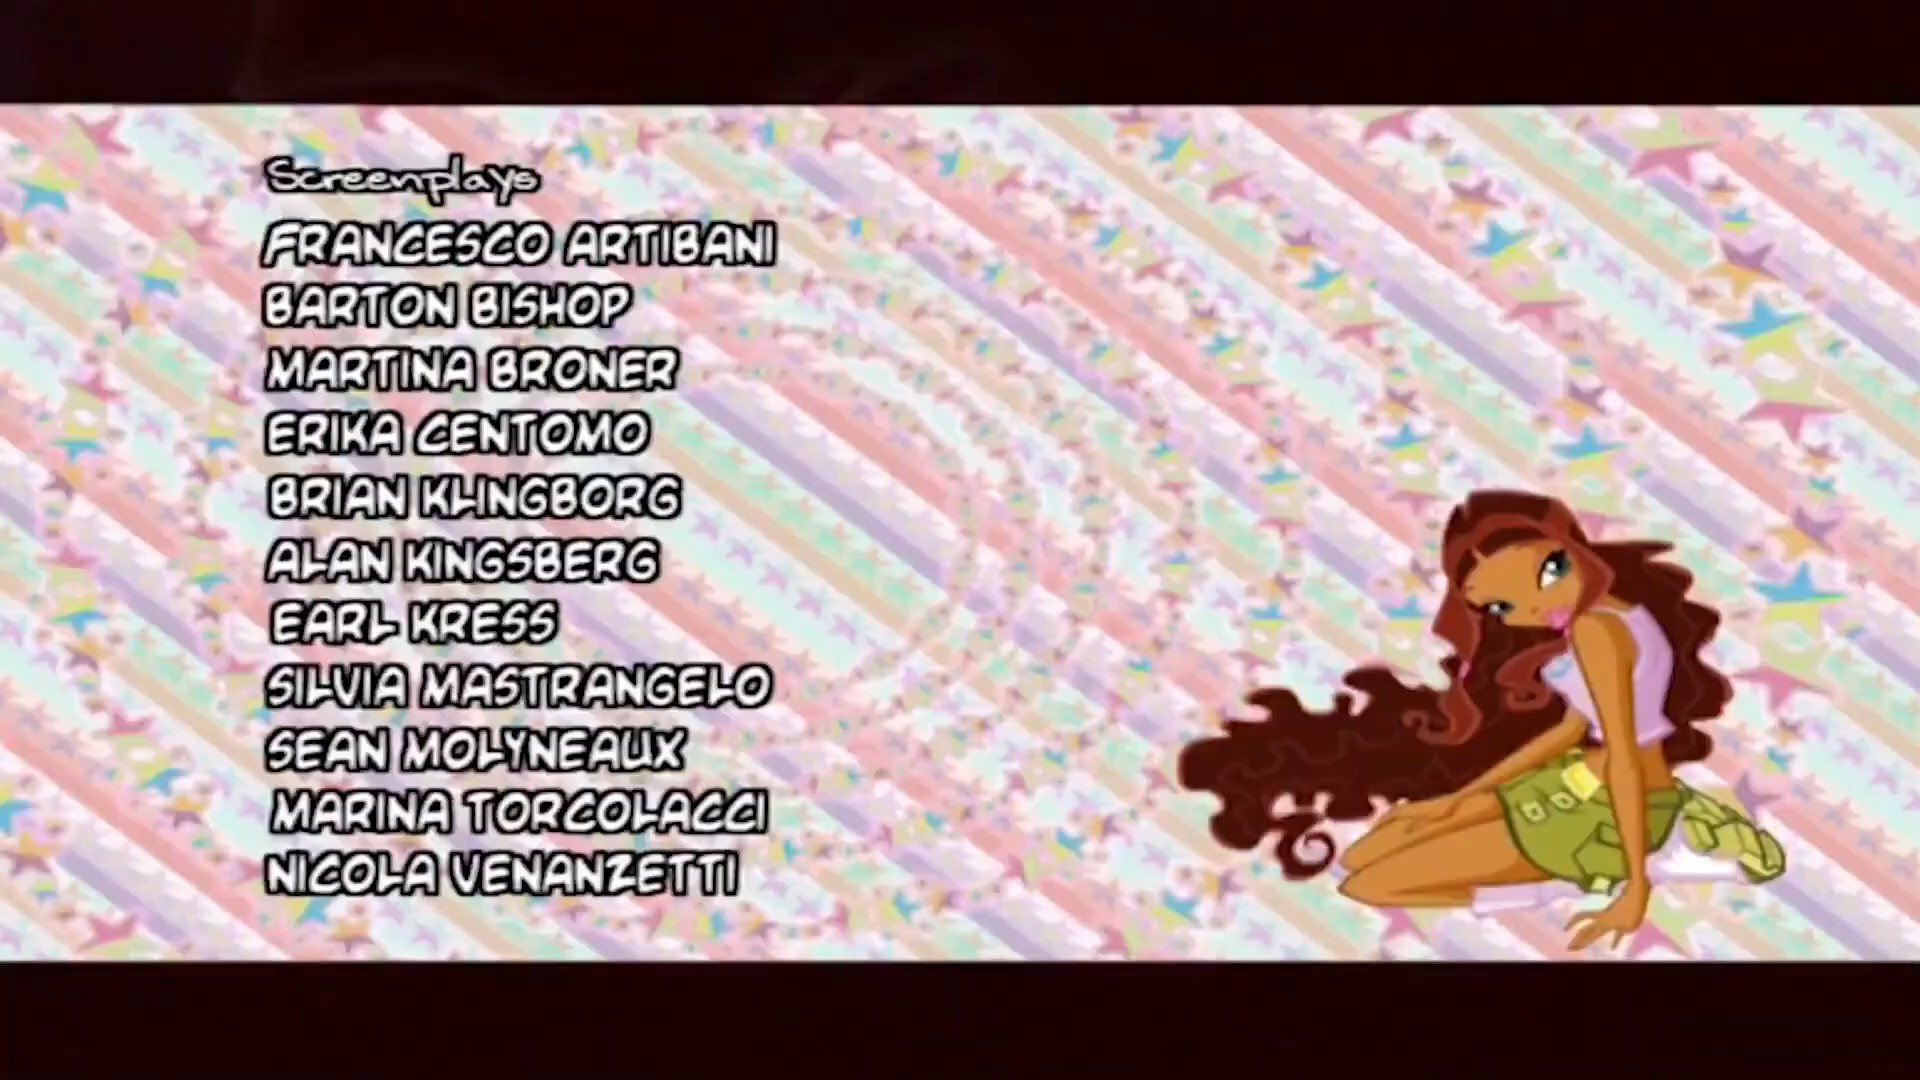 Screenplays
FRANCESCO ARTIBANI
BARTON BISHOP
MARTINA BRONER
ERIKA CENTOMO
BRIAN KLINGBORG
ALAN KINGSBERG
EARL KRESS
SILVIA MASTRANGELO
SEAN MOLYNEAUX
MARINA TORCOLACCI
NICOLA VENANZETTI